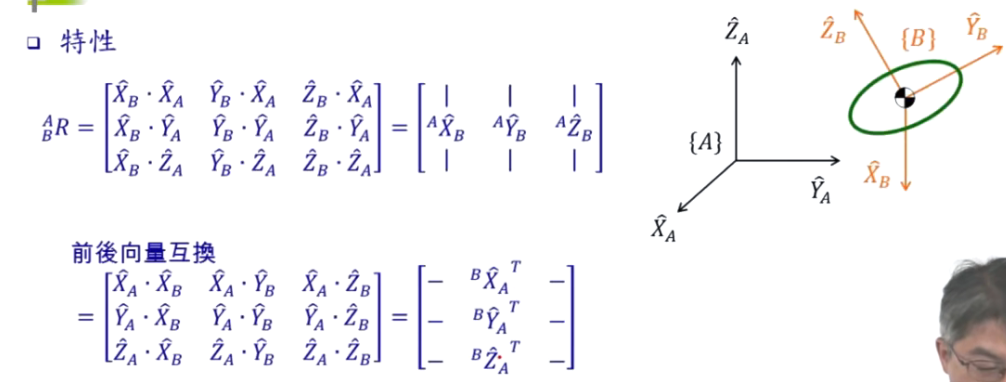 ❑ 特性
$^A_BR = \begin{bmatrix} \hat{X}_B \cdot \hat{X}_A & \hat{Y}_B \cdot \hat{X}_A & \hat{Z}_B \cdot \hat{X}_A \\ \hat{X}_B \cdot \hat{Y}_A & \hat{Y}_B \cdot \hat{Y}_A & \hat{Z}_B \cdot \hat{Y}_A \\ \hat{X}_B \cdot \hat{Z}_A & \hat{Y}_B \cdot \hat{Z}_A & \hat{Z}_B \cdot \hat{Z}_A \end{bmatrix} = \begin{bmatrix} | & | & | \\ ^A\hat{X}_B & ^A\hat{Y}_B & ^A\hat{Z}_B \\ | & | & | \end{bmatrix}$
前後向量互換
$= \begin{bmatrix} \hat{X}_A \cdot \hat{X}_B & \hat{X}_A \cdot \hat{Y}_B & \hat{X}_A \cdot \hat{Z}_B \\ \hat{Y}_A \cdot \hat{X}_B & \hat{Y}_A \cdot \hat{Y}_B & \hat{Y}_A \cdot \hat{Z}_B \\ \hat{Z}_A \cdot \hat{X}_B & \hat{Z}_A \cdot \hat{Y}_B & \hat{Z}_A \cdot \hat{Z}_B \end{bmatrix} = \begin{bmatrix} - & ^B\hat{X}_A^T & - \\ - & ^B\hat{Y}_A^T & - \\ - & ^B\hat{Z}_A^T & - \end{bmatrix}$
$\hat{Z}_A$
{A}
$\hat{Y}_A$
$\hat{X}_A$
$\hat{Z}_B$
{B}
$\hat{Y}_B$
$\hat{X}_B$